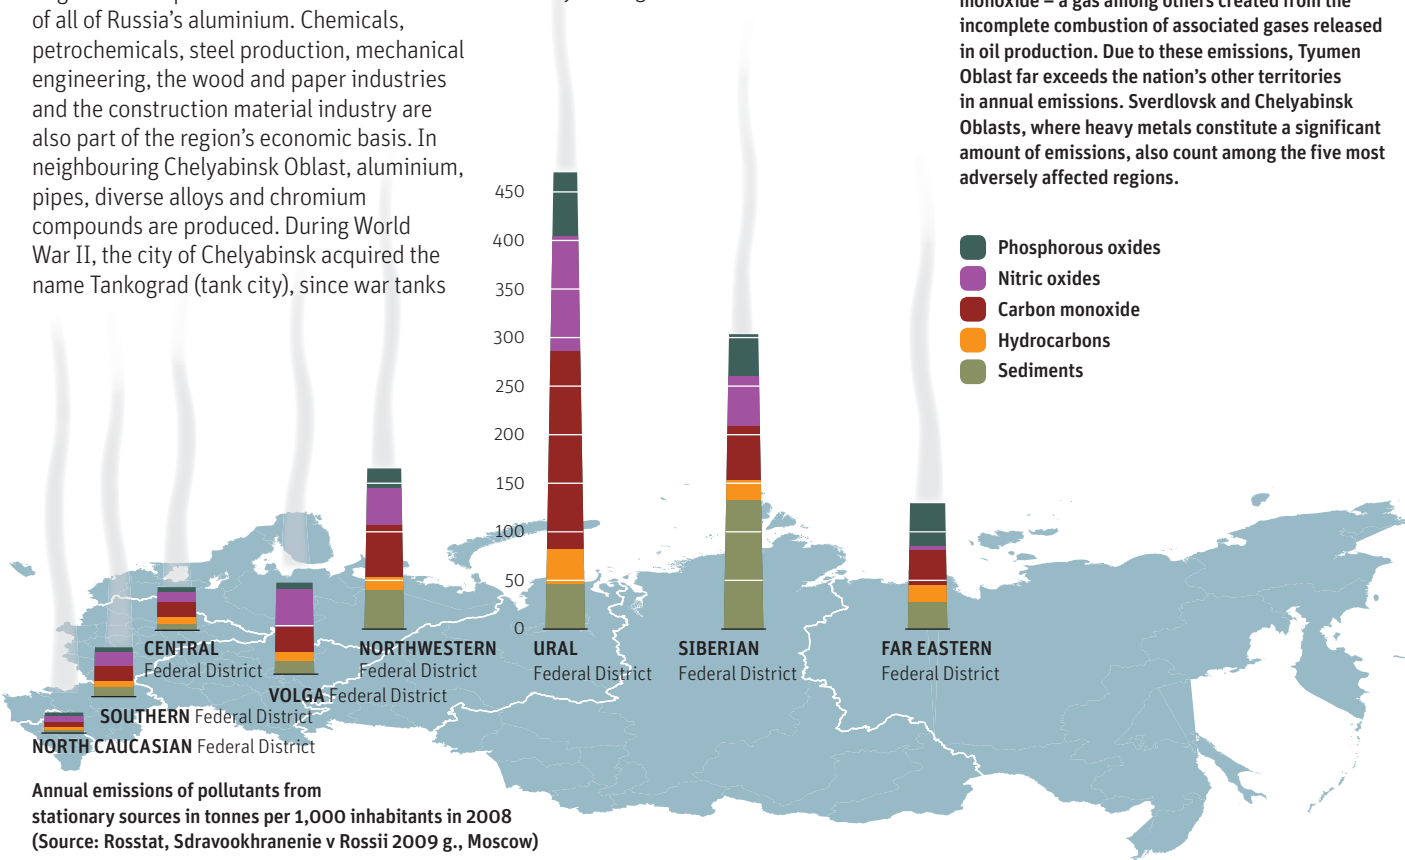 of all of Russia's aluminium. Chemicals,
petrochemicals, steel production, mechanical
engineering, the wood and paper industries
and the construction material industry are
also part of the region's economic basis. In
neighbouring Chelyabinsk Oblast, aluminium,
pipes, diverse alloys and chromium
compounds are produced. During World
War II, the city of Chelyabinsk acquired the
name Tankograd (tank city), since war tanks
monoxide – a gas among others created from the
incomplete combustion of associated gases released
in oil production. Due to these emissions, Tyumen
Oblast far exceeds the nation's other territories
in annual emissions. Sverdlovsk and Chelyabinsk
Oblasts, where heavy metals constitute a significant
amount of emissions, also count among the five most
adversely affected regions.
Phosphorous oxides
Nitric oxides
Carbon monoxide
Hydrocarbons
Sediments
450
400
350
300
250
200
150
100
50
0
CENTRAL
Federal District
NORTHWESTERN
Federal District
URAL
Federal District
SIBERIAN
Federal District
FAR EASTERN
Federal District
VOLGA Federal District
SOUTHERN Federal District
NORTH CAUCASIAN Federal District
Annual emissions of pollutants from
stationary sources in tonnes per 1,000 inhabitants in 2008
(Source: Rosstat, Sdravookhranenie v Rossii 2009 g., Moscow)